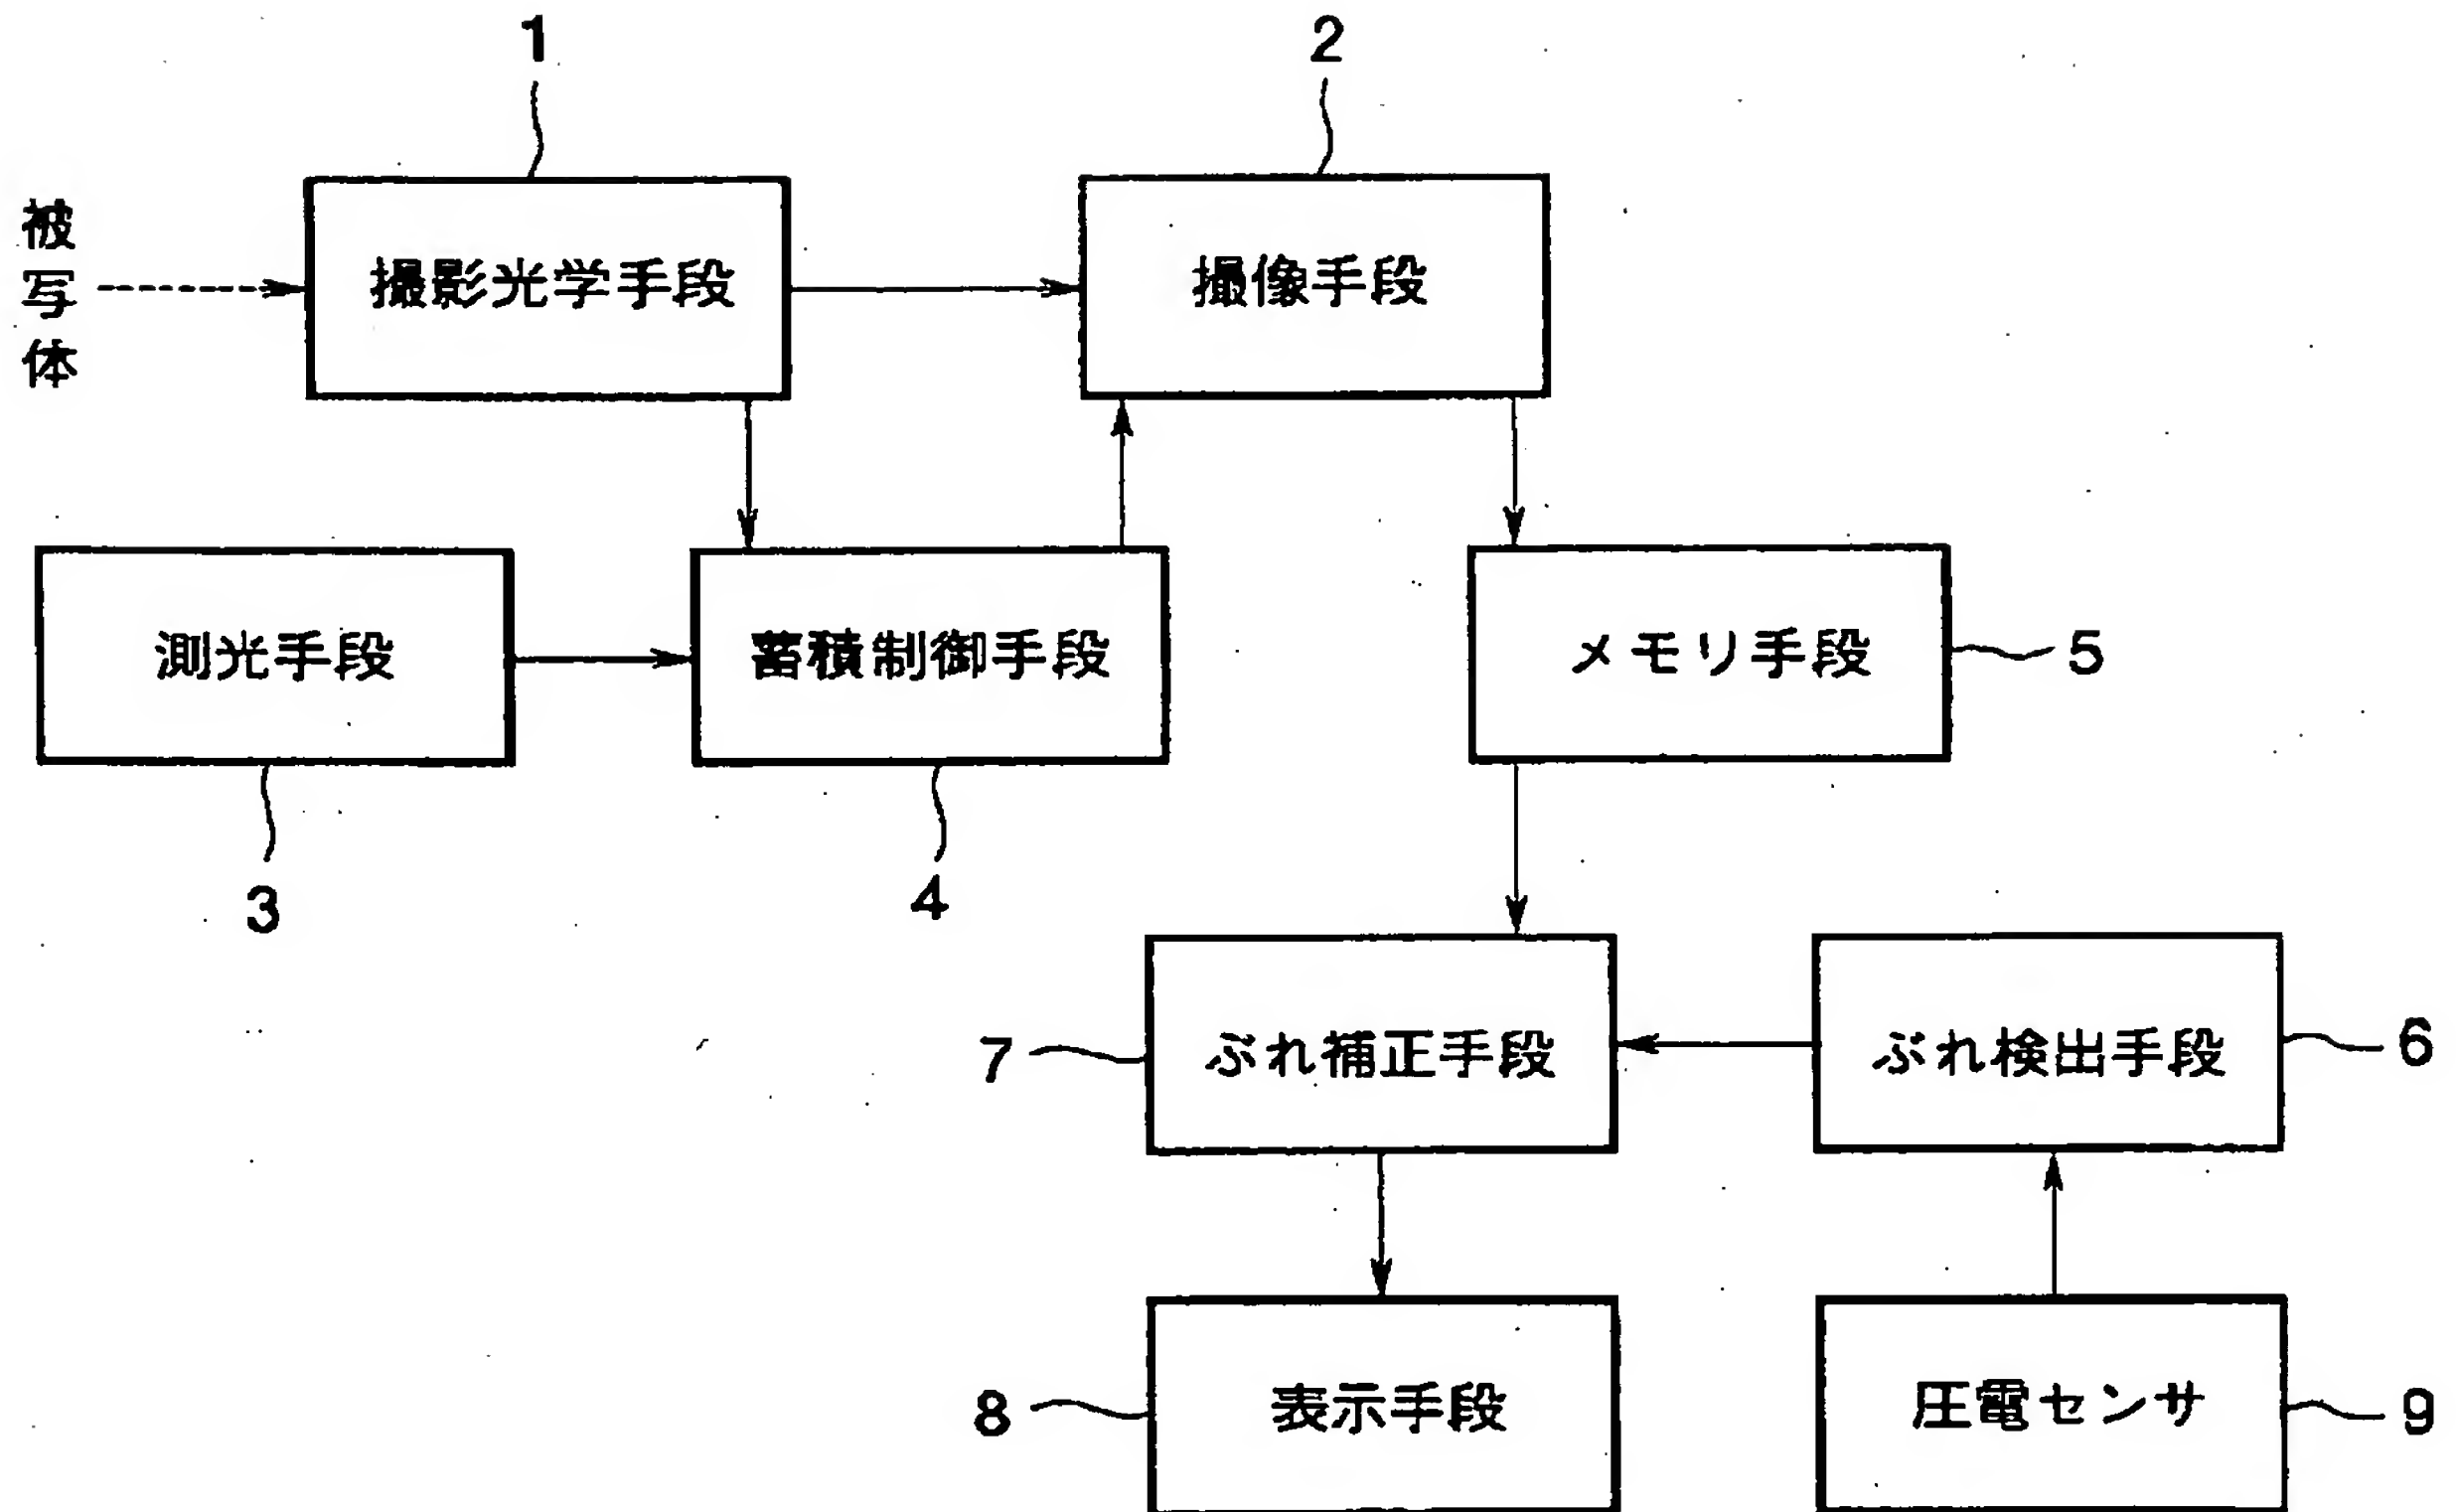 1
2
被写体
撮影光学手段
撮像手段
測光手段
蓄積制御手段
メモリ手段
5
3
4
7
ぶれ補正手段
ぶれ検出手段
6
8
表示手段
圧電センサ
9